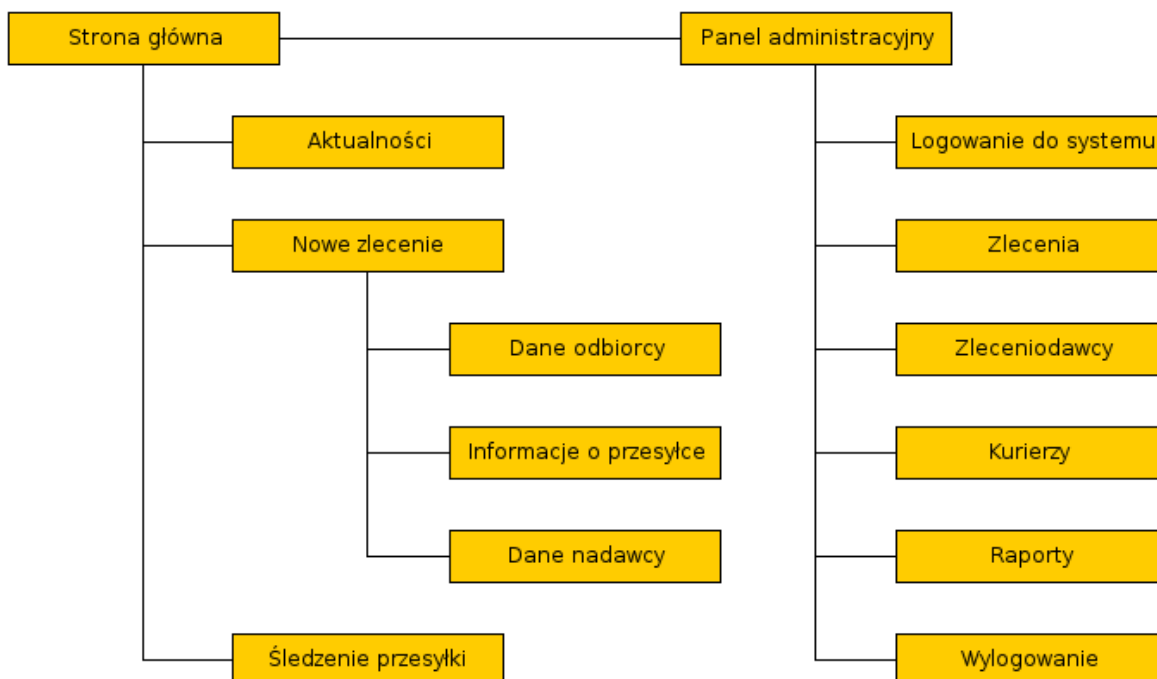 Strona główna
Panel administracyjny
Aktualności
Logowanie do systemu
Nowe zlecenie
Zlecenia
Dane odbiorcy
Zleceniodawcy
Informacje o przesyłce
Kurierzy
Dane nadawcy
Raporty
Śledzenie przesyłki
Wylogowanie